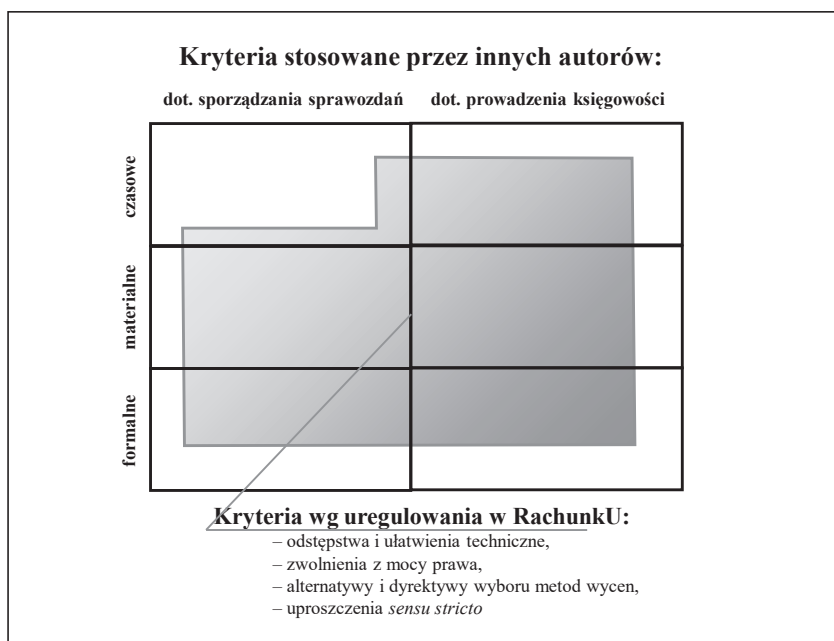 Kryteria stosowane przez innych autorów:
dot. sporządzania sprawozdań
dot. prowadzenia księgowości
czasowe
materialne
formalne
Kryteria wg uregulowania w RachunkU:
– odstępstwa i ułatwienia techniczne,
– zwolnienia z mocy prawa,
– alternatywy i dyrektywy wyboru metod wycen,
– uproszczenia sensu stricto